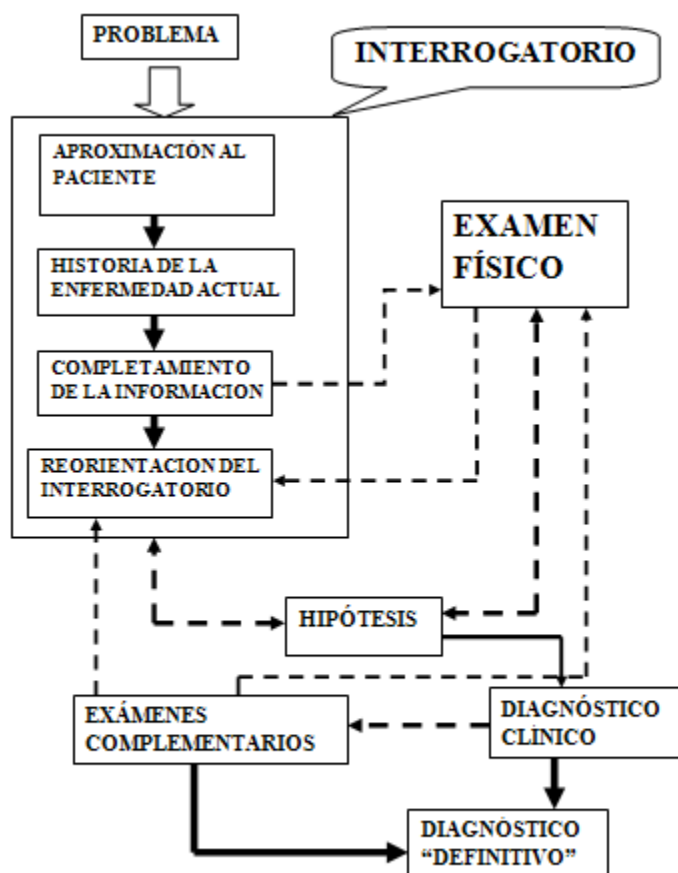 PROBLEMA
INTERROGATORIO
APROXIMACIÓN AL
PACIENTE
HISTORIA DE LA
ENFERMEDAD ACTUAL
COMPLETAMIENTO
DE LA INFORMACION
REORIENTACION DEL
INTERROGATORIO
EXAMEN
FÍSICO
HIPÓTESIS
EXÁMENES
COMPLEMENTARIOS
DIAGNÓSTICO
CLÍNICO
DIAGNÓSTICO
“DEFINITIVO”